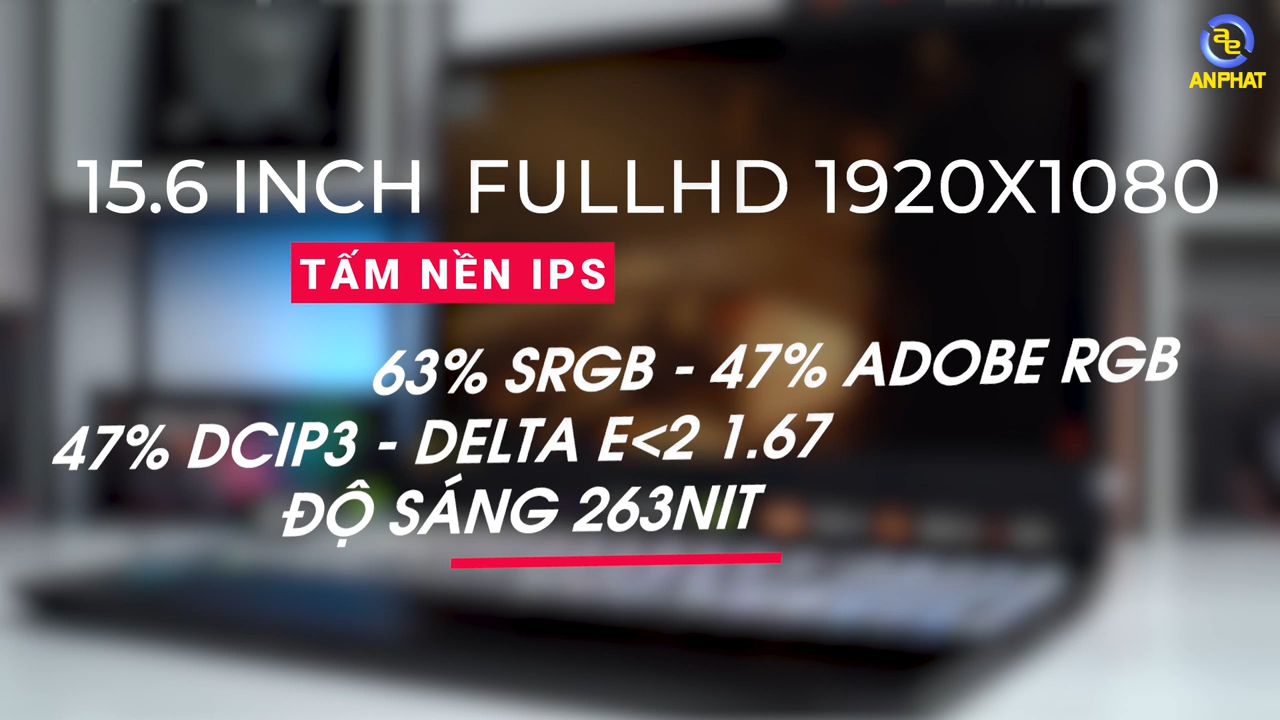 ae
ANPHAT
15.6 INCH FULLHD 1920X1080
TẤM NỀN IPS
63% SRGB - 47% ADOBE RGB
47% DCIP3 - DELTA E<2 1.67
ĐỘ SÁNG 263NIT